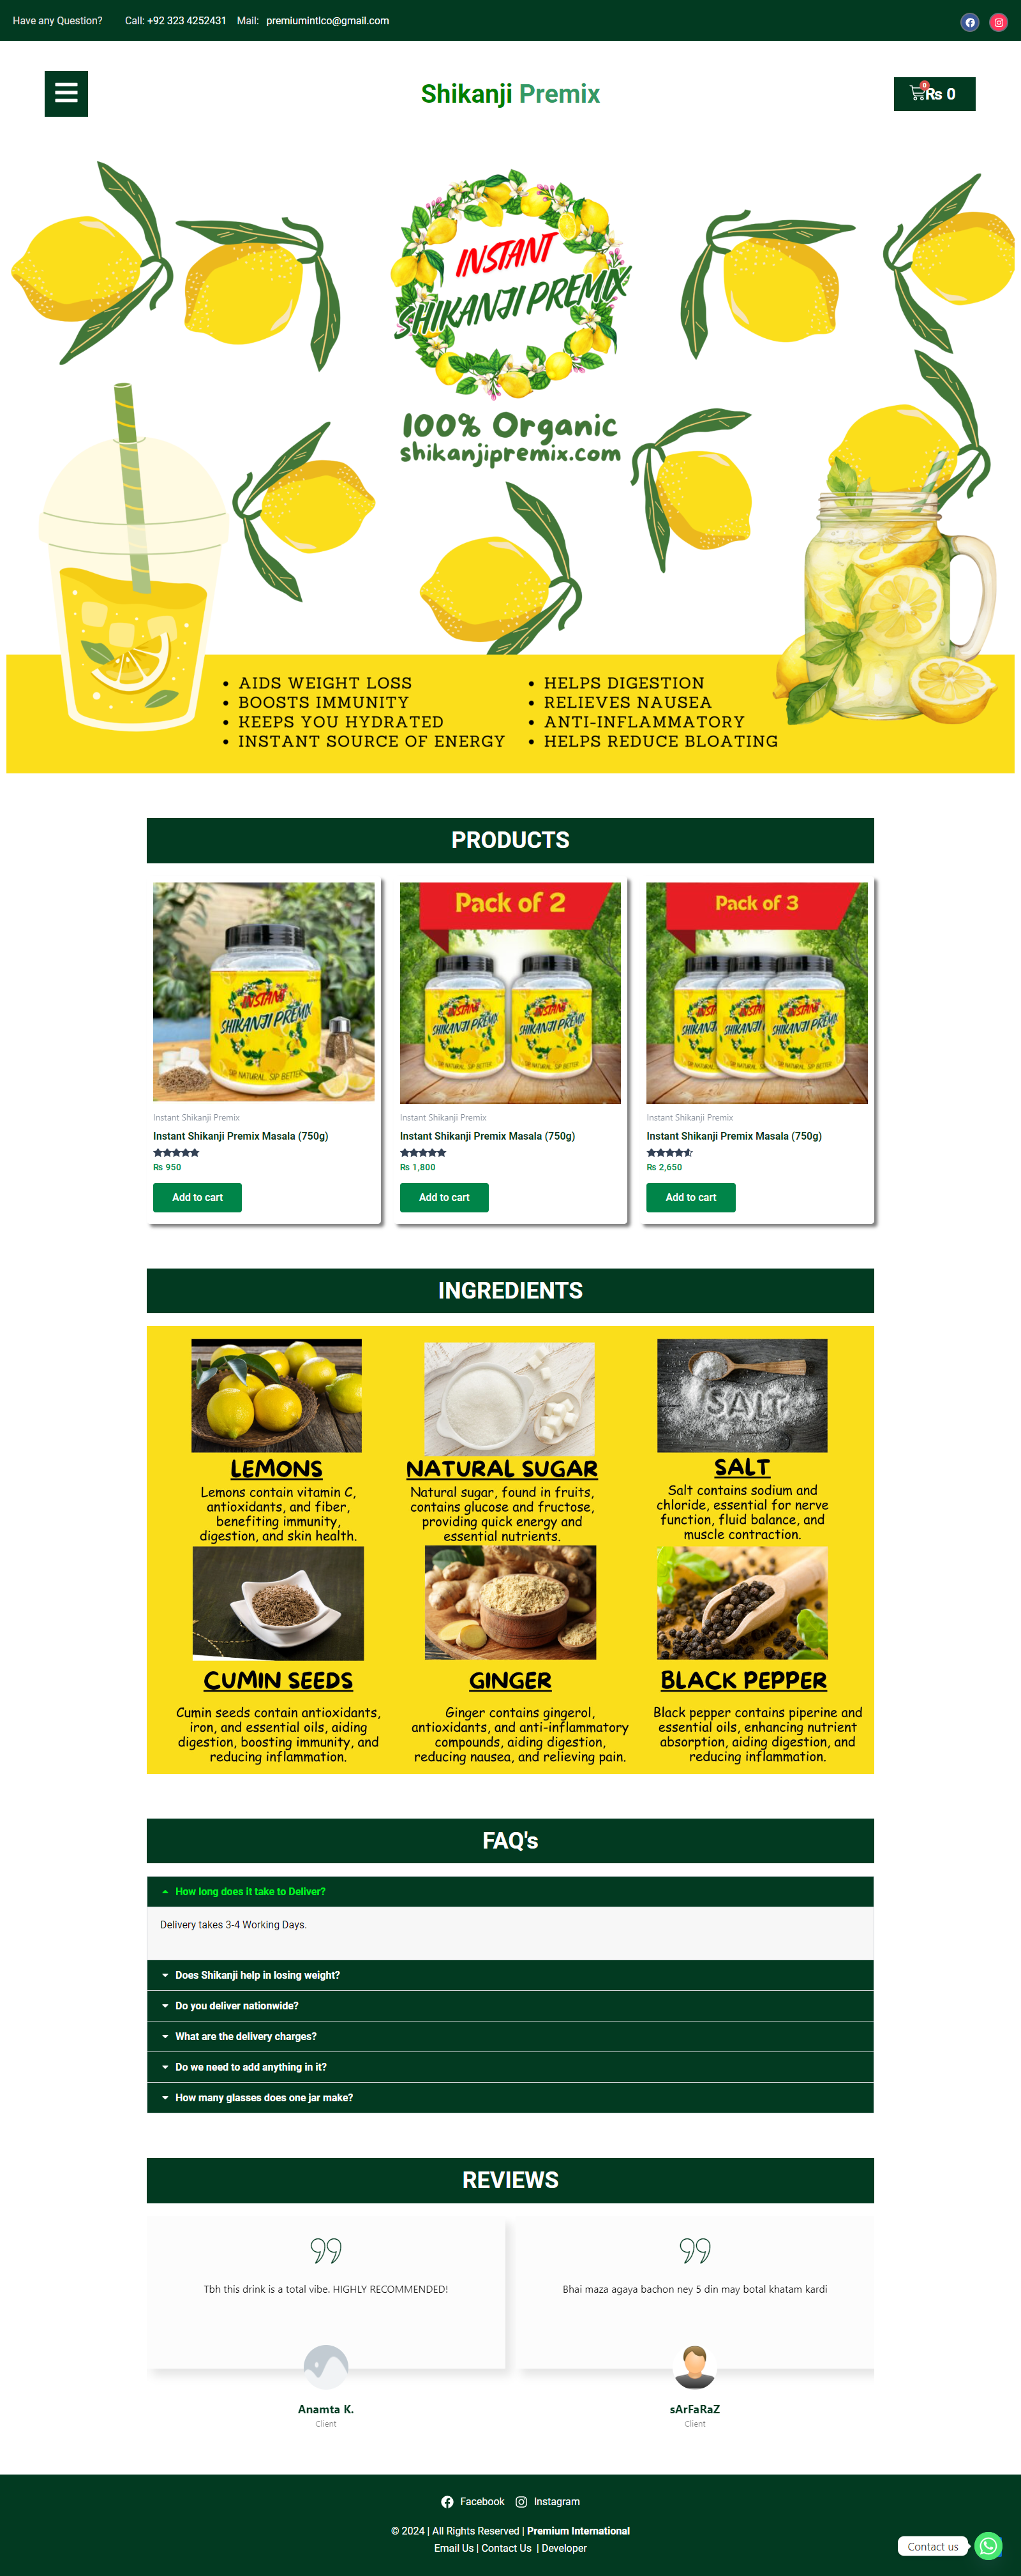 Have any Question? Call: +92 323 4252431 Mail: premiumintlco@gmail.com
Shikanji Premix
0
₨ 0
INSTANT
SHIKANJI PREMIX
100% Organic
shikanjipremix.com
• AIDS WEIGHT LOSS
• BOOSTS IMMUNITY
• KEEPS YOU HYDRATED
• INSTANT SOURCE OF ENERGY
• HELPS DIGESTION
• RELIEVES NAUSEA
• ANTI-INFLAMMATORY
• HELPS REDUCE BLOATING
PRODUCTS
INSTANT
SHIKANJI PREMIX
SIP NATURAL, SIP BETTER
Instant Shikanji Premix
Instant Shikanji Premix Masala (750g)
₨ 950
Add to cart
Pack of 2
INSTANT
SHIKANJI PREMIX
INSTANT
SHIKANJI PREMIX
Instant Shikanji Premix
Instant Shikanji Premix Masala (750g)
₨ 1,800
Add to cart
Pack of 3
SHIKANJI PREMIX
Instant Shikanji Premix
Instant Shikanji Premix Masala (750g)
₨ 2,650
Add to cart
INGREDIENTS
LEMONS
Lemons contain vitamin C,
antioxidants, and fiber,
benefiting immunity,
digestion, and skin health.
NATURAL SUGAR
Natural sugar, found in fruits,
contains glucose and fructose,
providing quick energy and
essential nutrients.
SALT
SALT
Salt contains sodium and
chloride, essential for nerve
function, fluid balance, and
muscle contraction.
CUMIN SEEDS
Cumin seeds contain antioxidants,
iron, and essential oils, aiding
digestion, boosting immunity, and
reducing inflammation.
GINGER
Ginger contains gingerol,
antioxidants, and anti-inflammatory
compounds, aiding digestion,
reducing nausea, and relieving pain.
BLACK PEPPER
Black pepper contains piperine and
essential oils, enhancing nutrient
absorption, aiding digestion, and
reducing inflammation.
FAQ's
How long does it take to Deliver?
Delivery takes 3-4 Working Days.
Does Shikanji help in losing weight?
Do you deliver nationwide?
What are the delivery charges?
Do we need to add anything in it?
How many glasses does one jar make?
REVIEWS
Tbh this drink is a total vibe. HIGHLY RECOMMENDED!
Anamta K.
Client
Bhai maza agaya bachon ney 5 din may botal khatam kardi
sArFaRaZ
Client
Facebook Instagram
© 2024 | All Rights Reserved | Premium International
Email Us | Contact Us | Developer
Contact us